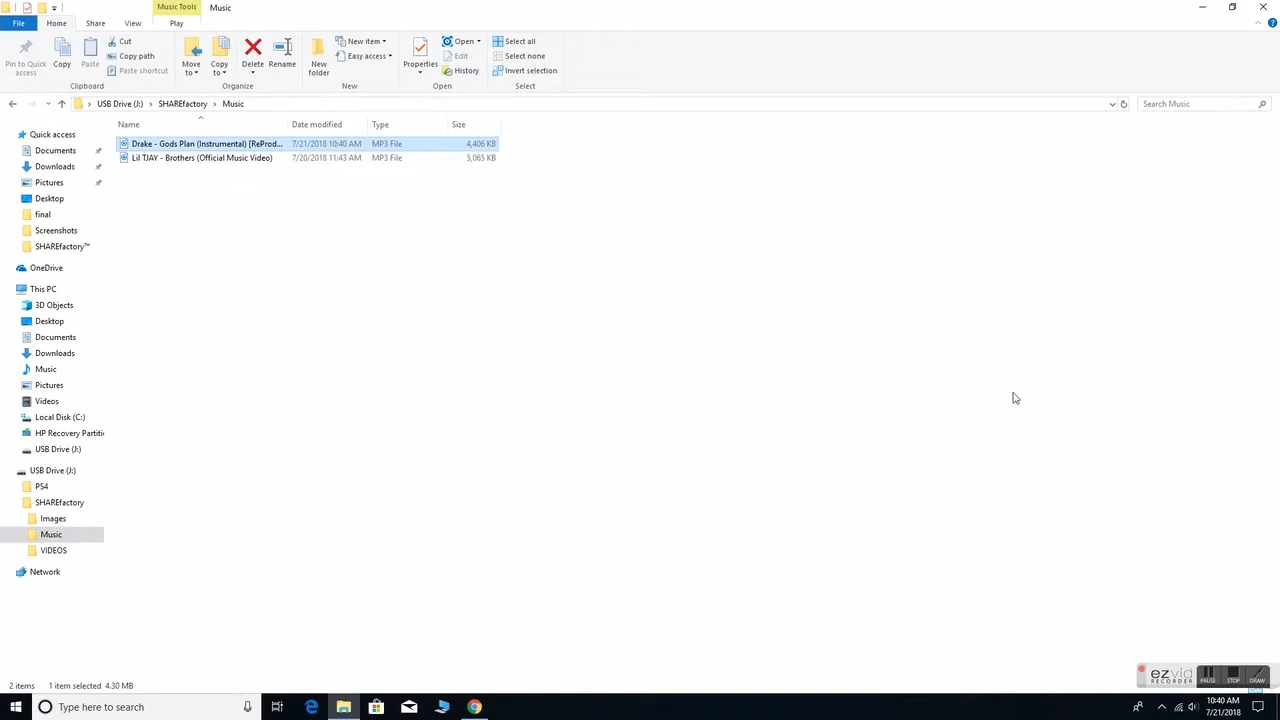 Music Tools
Music
File
Home
Share
View
Play
Pin to Quick access
Copy
Paste
Cut
Copy path
Paste shortcut
Clipboard
Move to
Copy to
Delete
Rename
Organize
New folder
New item
Easy access
New
Properties
Open
Edit
History
Open
Select all
Select none
Invert selection
Select
USB Drive (J:) > SHAREfactory > Music
Search Music
Name
Date modified
Type
Size
Drake - Gods Plan (Instrumental) [ReProd... 7/21/2018 10:40 AM MP3 File 4,406 KB
Lil TJAY - Brothers (Official Music Video) 7/20/2018 11:43 AM MP3 File 5,065 KB
Quick access
Documents
Downloads
Pictures
Desktop
final
Screenshots
SHAREfactory™
OneDrive
This PC
3D Objects
Desktop
Documents
Downloads
Music
Pictures
Videos
Local Disk (C:)
HP Recovery Partiti
USB Drive (J:)
USB Drive (J:)
PS4
SHAREfactory
Images
Music
VIDEOS
Network
2 items
1 item selected 4.30 MB
ezvid
RECORDER
PAUSE
STOP
DRAW
Type here to search
10:40 AM
7/21/2018